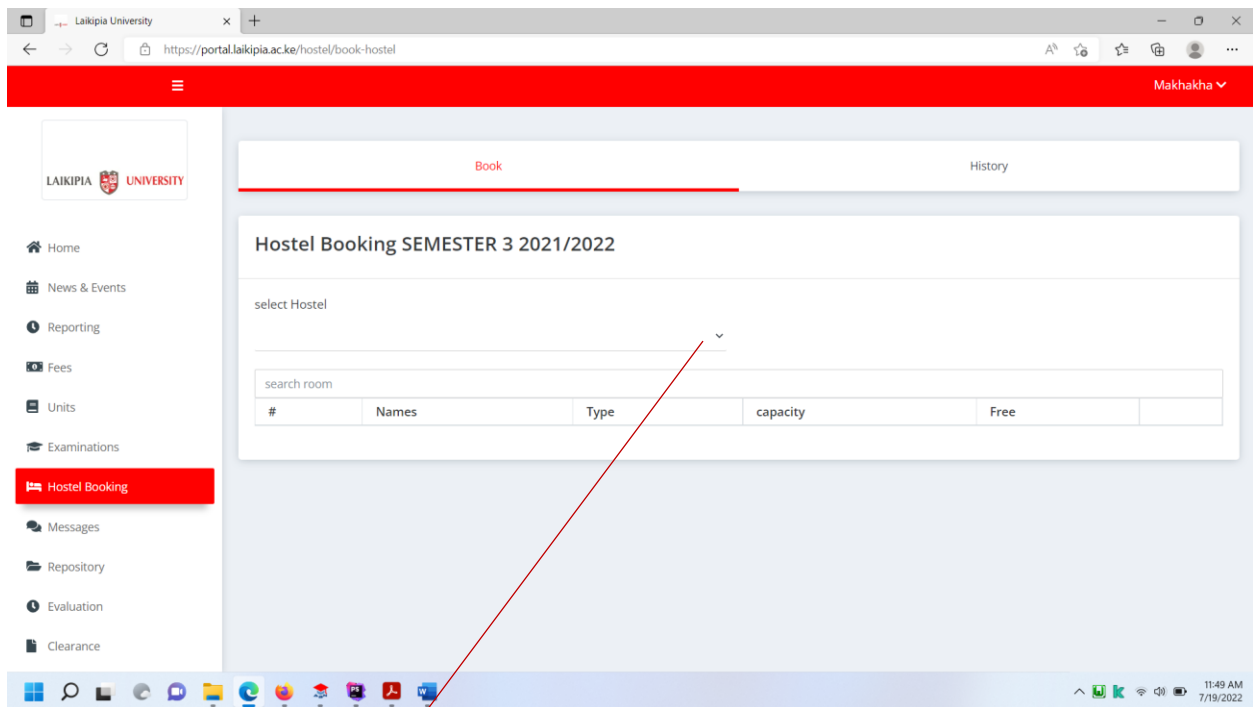 Laikipia University
https://portal.laikipia.ac.ke/hostel/book-hostel
Makhakha
LAIKIPIA UNIVERSITY
Book
History
Home
News & Events
Reporting
Fees
Units
Examinations
Hostel Booking
Messages
Repository
Evaluation
Clearance
Hostel Booking SEMESTER 3 2021/2022
select Hostel
search room
# Names Type capacity Free
11:49 AM
7/19/2022